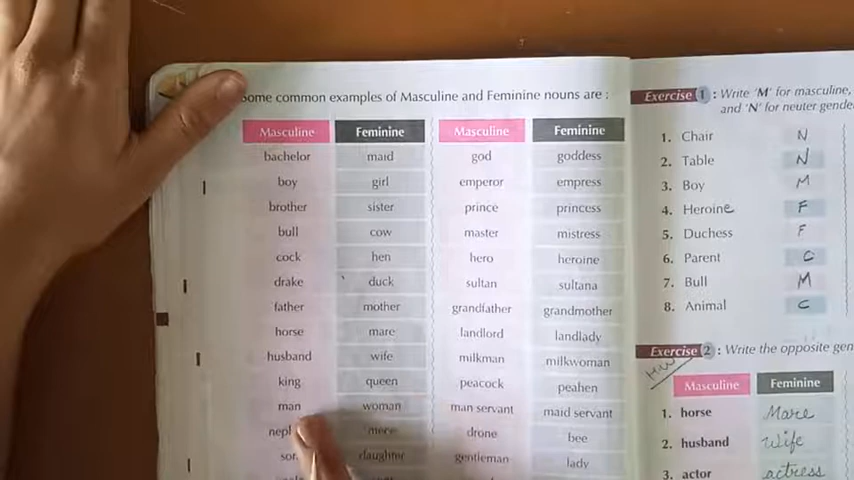 Some common examples of Masculine and Feminine nouns are :
Masculine Feminine Masculine Feminine
bachelor maid god goddess
boy girl emperor empress
brother sister prince princess
bull cow master mistress
cock hen hero heroine
drake duck sultan sultana
father mother grandfather grandmother
horse mare landlord landlady
husband wife milkman milkwoman
king queen peacock peahen
man woman man servant maid servant
drone bee
daughter gentleman lady
Exercise 1 : Write 'M' for masculine,
and 'N' for neuter gender
1. Chair N
2. Table N
3. Boy M
4. Heroine F
5. Duchess F
6. Parent C
7. Bull M
8. Animal C
Exercise 2 : Write the opposite gen
HW
Masculine Feminine
1. horse Mare
2. husband wife
3. actor actress